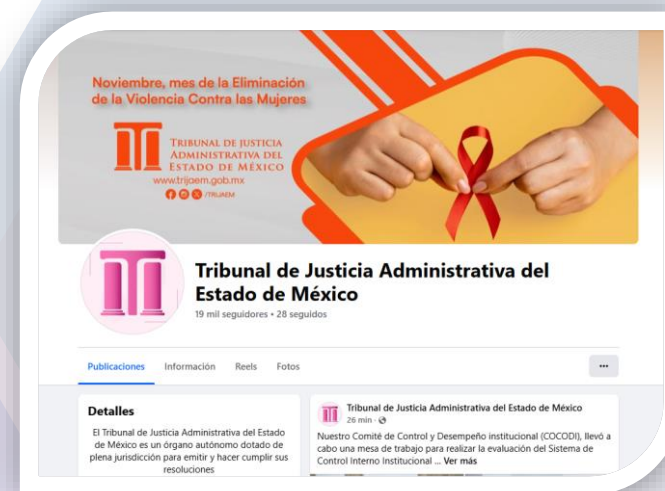 Noviembre, mes de la Eliminación
de la Violencia Contra las Mujeres
TRIBUNAL DE JUSTICIA
ADMINISTRATIVA DEL
ESTADO DE MÉXICO
www.trijaem.gob.mx
/TRIJAEM
Tribunal de Justicia Administrativa del
Estado de México
19 mil seguidores • 28 seguidos
Publicaciones Información Reels Fotos
Detalles
El Tribunal de Justicia Administrativa del Estado
de México es un órgano autónomo dotado de
plena jurisdicción para emitir y hacer cumplir sus
resoluciones
Tribunal de Justicia Administrativa del Estado de México
26 min
Nuestro Comité de Control y Desempeño institucional (COCODI), llevó a
cabo una mesa de trabajo para realizar la evaluación del Sistema de
Control Interno Institucional ... Ver más